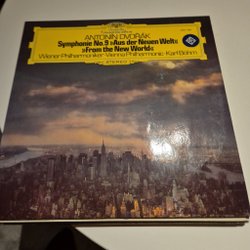 ANTONÍN DVOŘÁK
Symphonie No.9 »Aus der Neuen Welt«
»From the New World«
Wiener Philharmoniker · Vienna Philharmonic · Karl Böhm
STEREO